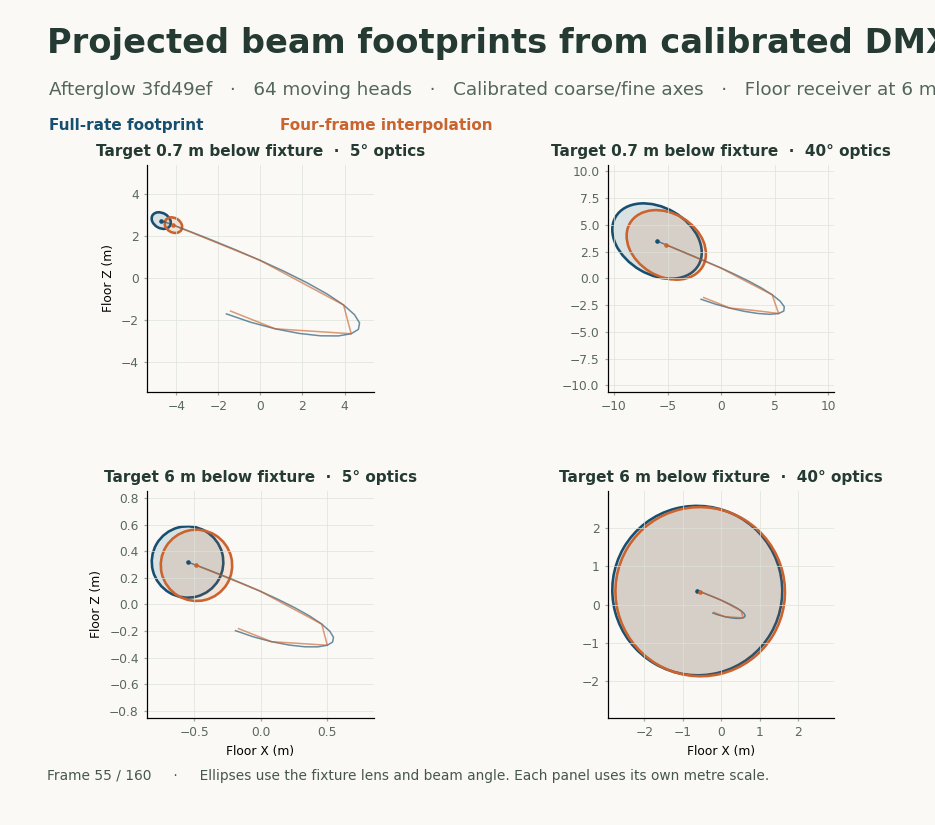 Projected beam footprints from calibrated DMX
Afterglow 3fd49ef · 64 moving heads · Calibrated coarse/fine axes · Floor receiver at 6 m
Full-rate footprint Four-frame interpolation
Target 0.7 m below fixture · 5° optics
4
2
0
−2
−4
Floor Z (m)
−4 −2 0 2 4
Target 0.7 m below fixture · 40° optics
10.0
7.5
5.0
2.5
0.0
−2.5
−5.0
−7.5
−10.0
−10 −5 0 5 10
Target 6 m below fixture · 5° optics
0.8
0.6
0.4
0.2
0.0
−0.2
−0.4
−0.6
−0.8
Floor Z (m)
−0.5 0.0 0.5
Floor X (m)
Target 6 m below fixture · 40° optics
2
1
0
−1
−2
−2 −1 0 1 2
Floor X (m)
Frame 55 / 160 · Ellipses use the fixture lens and beam angle. Each panel uses its own metre scale.